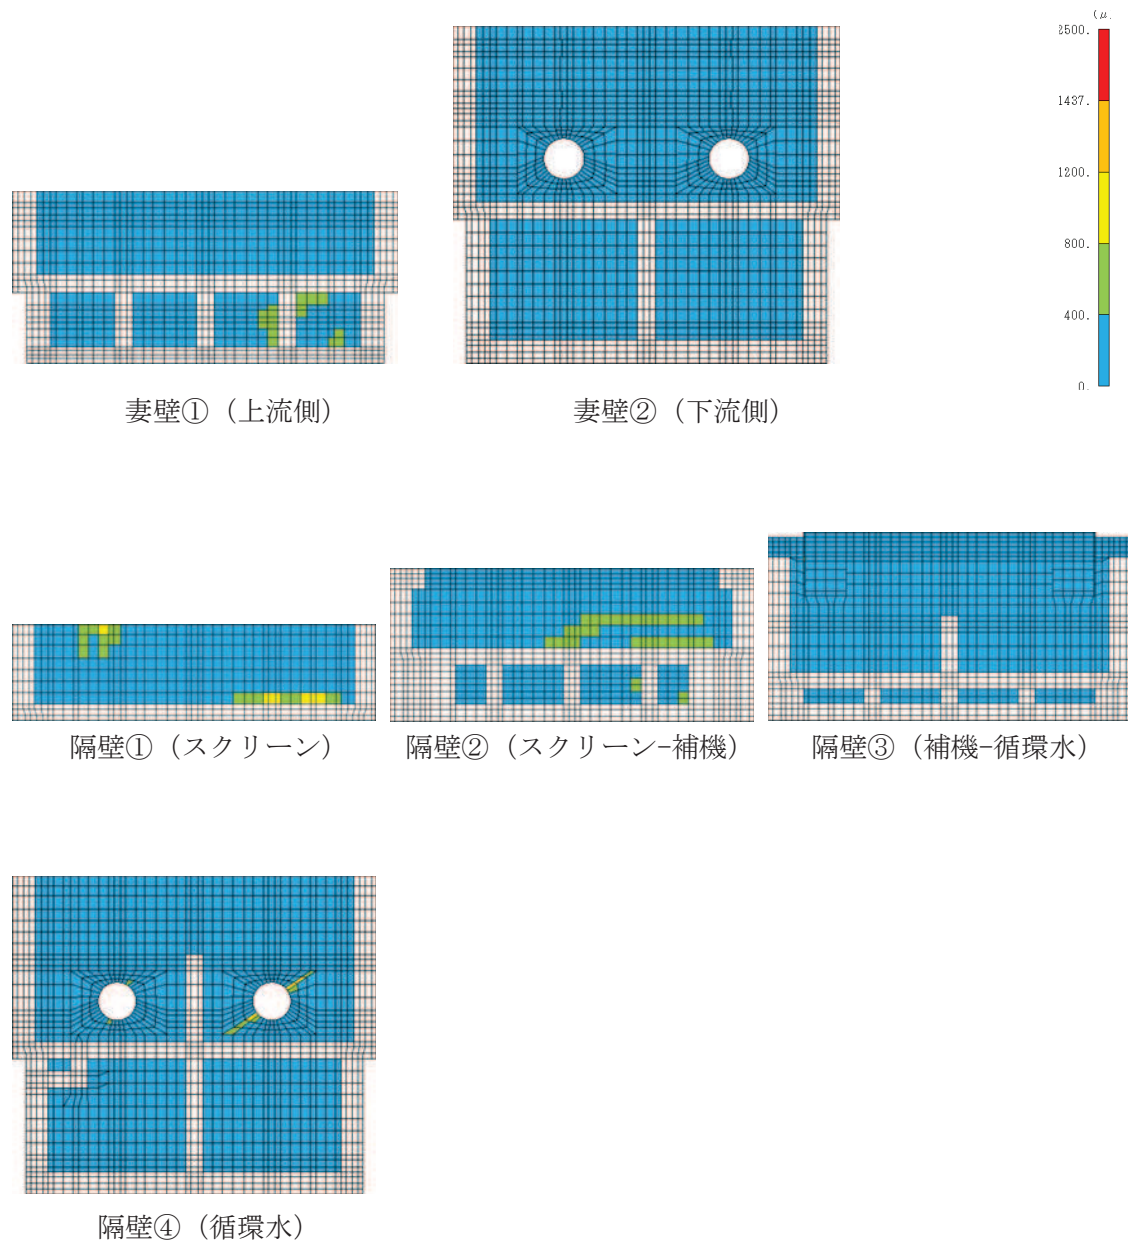 (μ
2500.
1437.
1200.
800.
400.
0.
妻壁①（上流側）
妻壁②（下流側）
隔壁①（スクリーン）
隔壁②（スクリーン-補機）
隔壁③（補機-循環水）
隔壁④（循環水）